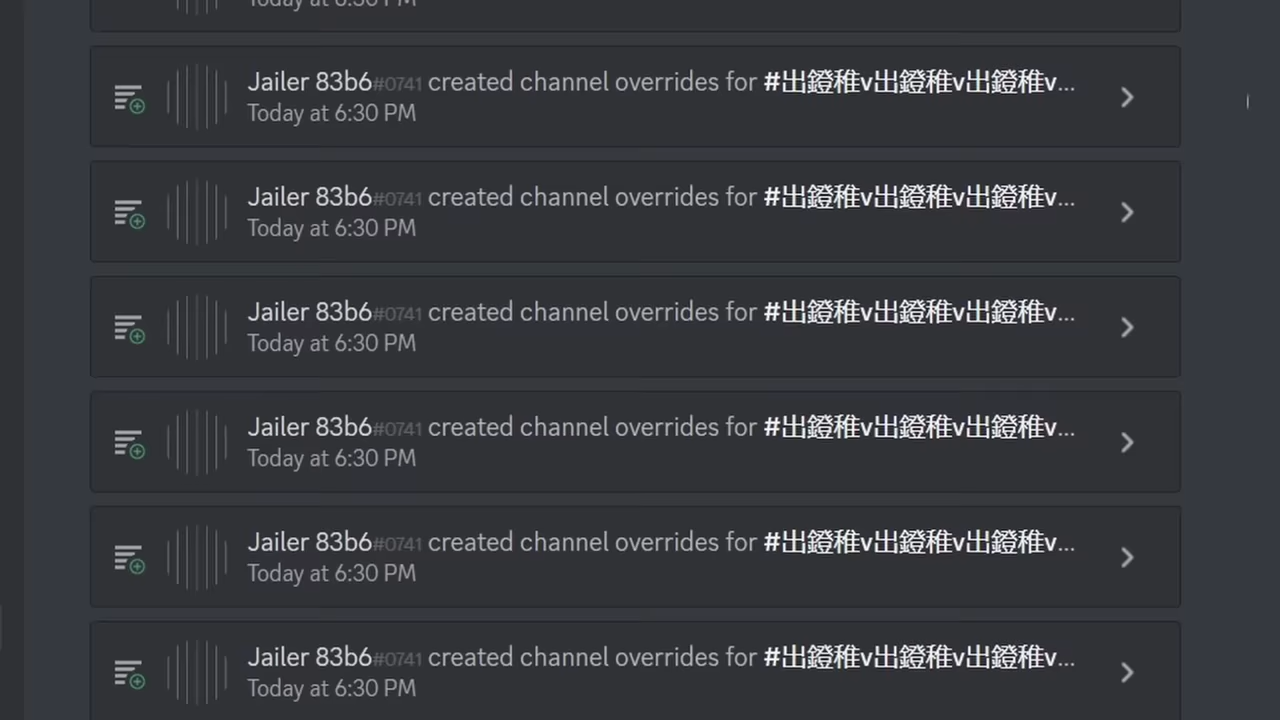 Today at 6:30 PM
Jailer 83b6#0741 created channel overrides for #出鐙稚v出鐙稚v出鐙稚v...
Today at 6:30 PM
Jailer 83b6#0741 created channel overrides for #出鐙稚v出鐙稚v出鐙稚v...
Today at 6:30 PM
Jailer 83b6#0741 created channel overrides for #出鐙稚v出鐙稚v出鐙稚v...
Today at 6:30 PM
Jailer 83b6#0741 created channel overrides for #出鐙稚v出鐙稚v出鐙稚v...
Today at 6:30 PM
Jailer 83b6#0741 created channel overrides for #出鐙稚v出鐙稚v出鐙稚v...
Today at 6:30 PM
Jailer 83b6#0741 created channel overrides for #出鐙稚v出鐙稚v出鐙稚v...
Today at 6:30 PM